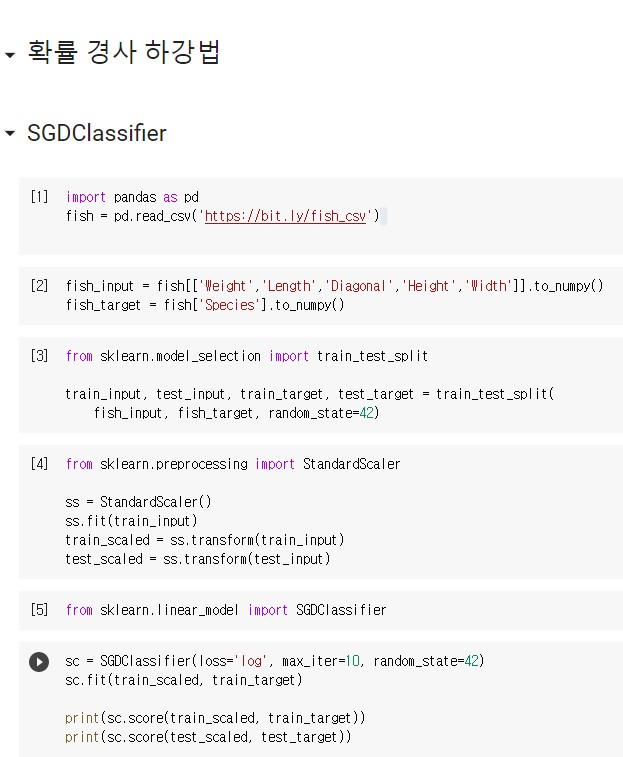 확률 경사 하강법
SGDClassifier
[1] import pandas as pd
fish = pd.read_csv('https://bit.ly/fish_csv')
[2] fish_input = fish[['Weight','Length','Diagonal','Height','Width']].to_numpy()
fish_target = fish['Species'].to_numpy()
[3] from sklearn.model_selection import train_test_split
train_input, test_input, train_target, test_target = train_test_split(
fish_input, fish_target, random_state=42)
[4] from sklearn.preprocessing import StandardScaler
ss = StandardScaler()
ss.fit(train_input)
train_scaled = ss.transform(train_input)
test_scaled = ss.transform(test_input)
[5] from sklearn.linear_model import SGDClassifier
sc = SGDClassifier(loss='log', max_iter=10, random_state=42)
sc.fit(train_scaled, train_target)
print(sc.score(train_scaled, train_target))
print(sc.score(test_scaled, test_target))